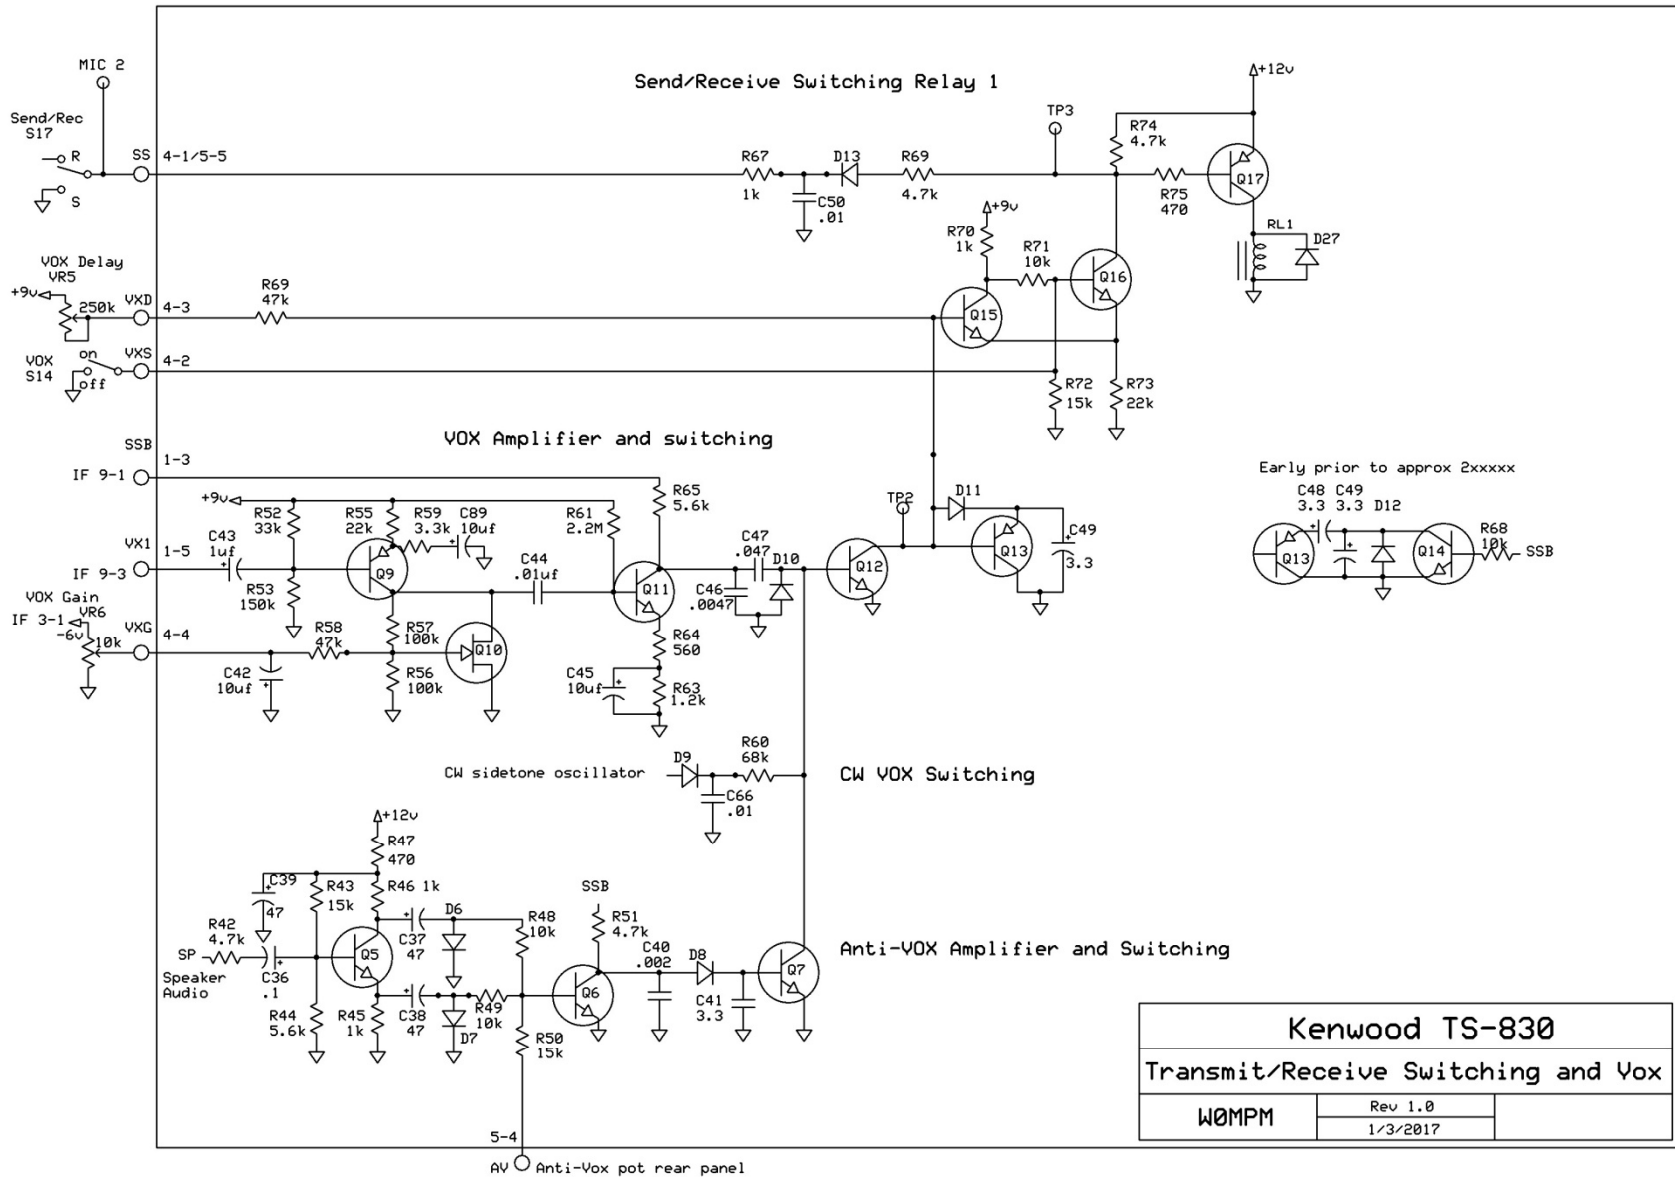 MIC 2
Send/Receive Switching Relay 1
+12v
TP3
Send/Rec
S17
R
S
SS
4-1/5-5
R67
1k
D13
C50
.01
R69
4.7k
R74
4.7k
R75
470
Q17
RL1
D27
+9v
R70
1k
R71
10k
Q16
Q15
VOX Delay
VR5
+9v
250k
VXD
4-3
R69
47k
VOX
S14
on
off
VXS
4-2
R72
15k
R73
22k
VOX Amplifier and switching
SSB
IF 9-1
1-3
+9v
R52
33k
R55
22k
R59
3.3k
C89
10uf
R61
2.2M
R65
5.6k
VX1
IF 9-3
1-5
C43
1uf
Q9
R53
150k
C44
.01uf
Q11
C47
.047
D10
C46
.0047
TP2
Q12
D11
Q13
C49
3.3
Early prior to approx 2xxxxx
C48
3.3
C49
3.3
D12
Q13
Q14
R68
10k
SSB
VOX Gain
IF 3-1
VR6
-6v
10k
VXG
4-4
C42
10uf
R58
47k
R57
100k
R56
100k
Q10
C45
10uf
R64
560
R63
1.2k
CW sidetone oscillator
D9
R60
68k
C66
.01
CW VOX Switching
+12v
R47
470
C39
47
R43
15k
R46 1k
R42
4.7k
SP
Speaker
Audio
C36
.1
Q5
C37
47
D6
R48
10k
SSB
R51
4.7k
C40
.002
D8
Q7
Anti-VOX Amplifier and Switching
R44
5.6k
R45
1k
C38
47
D7
R49
10k
Q6
R50
15k
C41
3.3
5-4
AV
Anti-Vox pot rear panel
Kenwood TS-830
Transmit/Receive Switching and Vox
W0MPM
Rev 1.0
1/3/2017